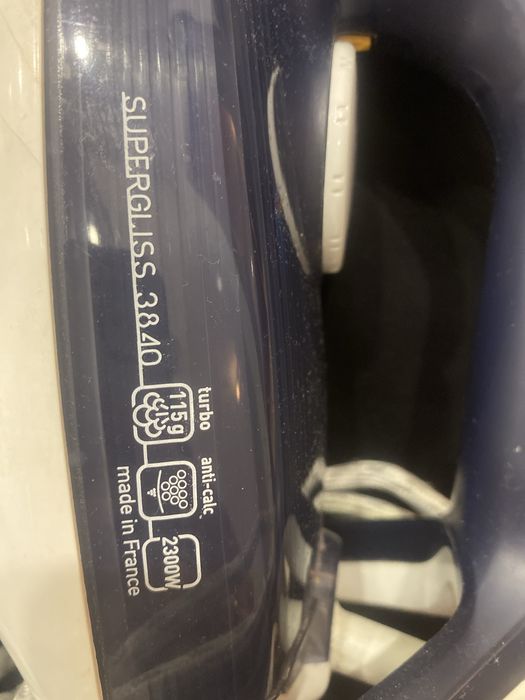 SUPERGLISS 3840
turbo
115g
anti-calc
2300W
made in France